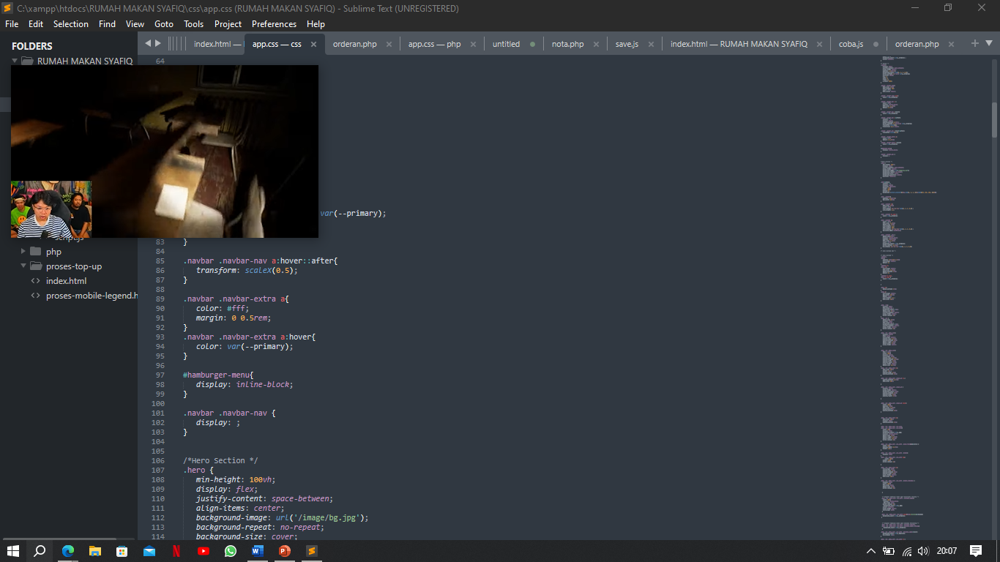 C:\xampp\htdocs\RUMAH MAKAN SYAFIQ\css\app.css (RUMAH MAKAN SYAFIQ) - Sublime Text (UNREGISTERED)
File Edit Selection Find View Goto Tools Project Preferences Help
FOLDERS
RUMAH MAKAN SYAFIQ
script.js
php
proses-top-up
index.html
proses-mobile-legend.h
index.html — app.css — css orderan.php app.css — php untitled nota.php save.js index.html — RUMAH MAKAN SYAFIQ coba.js orderan.php
64
var(--primary);
83 }
84
85 .navbar .navbar-nav a:hover::after{
86 transform: scaleX(0.5);
87 }
88
89 .navbar .navbar-extra a{
90 color: #fff;
91 margin: 0 0.5rem;
92 }
93 .navbar .navbar-extra a:hover{
94 color: var(--primary);
95 }
96
97 #hamburger-menu{
98 display: inline-block;
99 }
100
101 .navbar .navbar-nav {
102 display: ;
103 }
104
105
106 /*Hero Section */
107 .hero {
108 min-height: 100vh;
109 display: flex;
110 justify-content: space-between;
111 align-items: center;
112 background-image: url('/image/bg.jpg');
113 background-repeat: no-repeat;
114 background-size: cover;
20:07